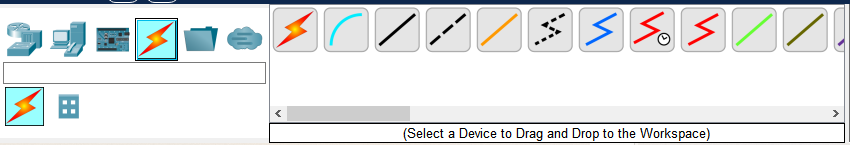 (Select a Device to Drag and Drop to the Workspace)